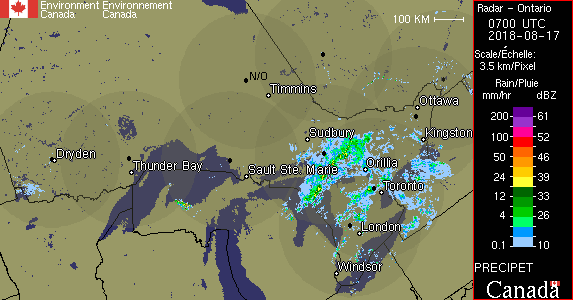 Environment Environnement
Canada Canada
100 KM
N/O
Timmins
Ottawa
Sudbury
Kingston
Dryden
Thunder Bay
Sault Ste. Marie
Orillia
Toronto
London
Windsor
Radar - Ontario
0700 UTC
2018-08-17
Scale/Échelle:
3.5 km/Pixel
Rain/Pluie
mm/hr dBZ
200 61
100 52
50 46
24 39
12 33
4 26
0.1 10
PRECIPET
Canada